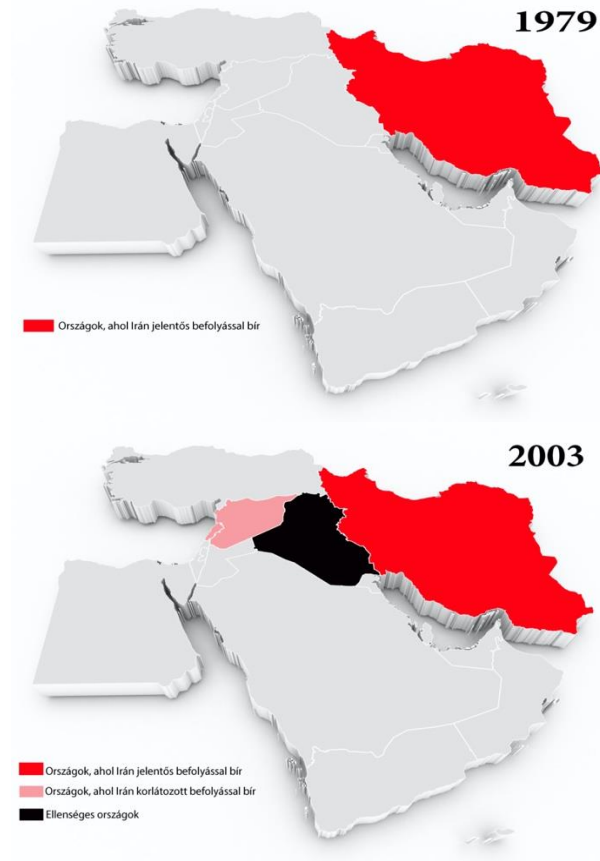 1979
Országok, ahol Irán jelentős befolyással bír
2003
Országok, ahol Irán jelentős befolyással bír
Országok, ahol Irán korlátozott befolyással bír
Ellenséges országok